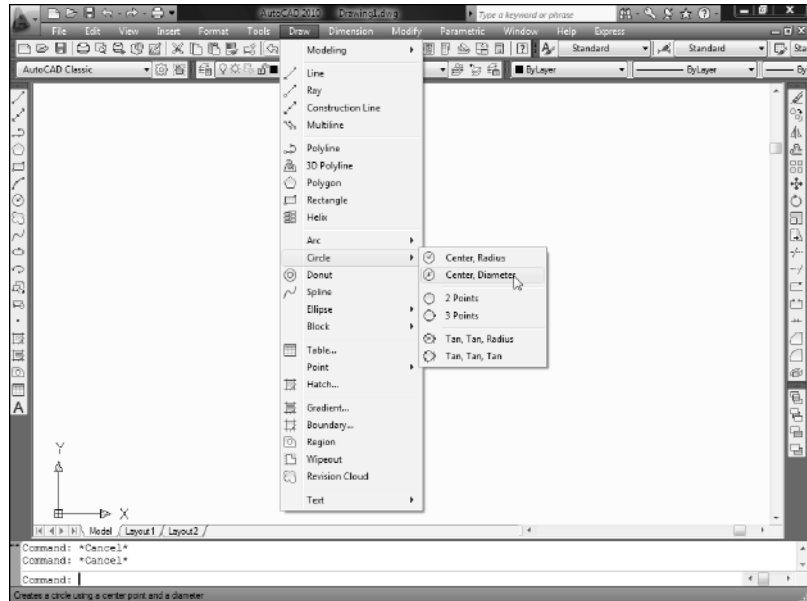 AutoCAD 2010 Drawing1.dwg Type a keyword or phrase
File Edit View Insert Format Tools Draw Dimension Modify Parametric Window Help Express
Standard Standard Sta
AutoCAD Classic ByLayer ByLayer By
Modeling
Line
Ray
Construction Line
Multiline
Polyline
3D Polyline
Polygon
Rectangle
Helix
Arc
Circle
Center, Radius
Center, Diameter
2 Points
3 Points
Tan, Tan, Radius
Tan, Tan, Tan
Donut
Spline
Ellipse
Block
Table...
Point
Hatch...
Gradient...
Boundary...
Region
Wipeout
Revision Cloud
Text
A
Y
X
Model Layout1 Layout2
Command: *Cancel*
Command: *Cancel*
Command:
Creates a circle using a center point and a diameter